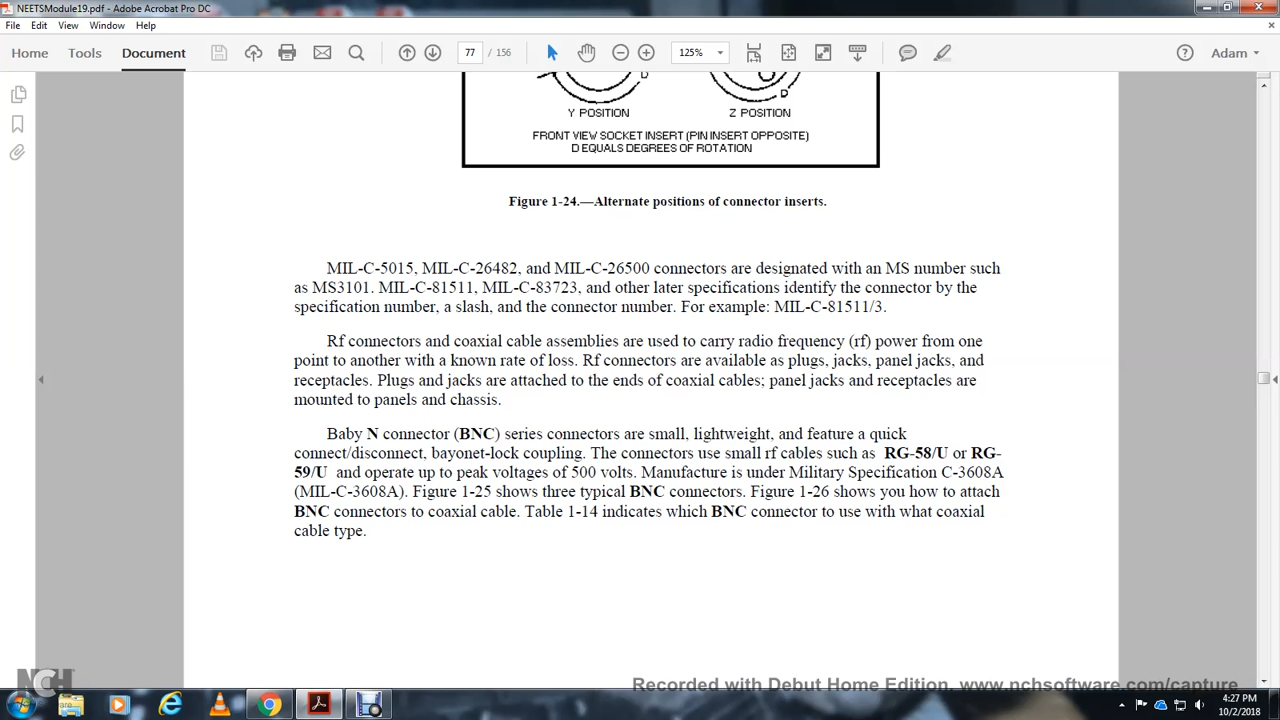 NEETSModule19.pdf - Adobe Acrobat Pro DC
File Edit View Window Help
Home Tools Document 77 / 156 125% Adam
D D
Y POSITION Z POSITION
FRONT VIEW SOCKET INSERT (PIN INSERT OPPOSITE)
D EQUALS DEGREES OF ROTATION
Figure 1-24.—Alternate positions of connector inserts.
MIL-C-5015, MIL-C-26482, and MIL-C-26500 connectors are designated with an MS number such
as MS3101. MIL-C-81511, MIL-C-83723, and other later specifications identify the connector by the
specification number, a slash, and the connector number. For example: MIL-C-81511/3.
Rf connectors and coaxial cable assemblies are used to carry radio frequency (rf) power from one
point to another with a known rate of loss. Rf connectors are available as plugs, jacks, panel jacks, and
receptacles. Plugs and jacks are attached to the ends of coaxial cables; panel jacks and receptacles are
mounted to panels and chassis.
Baby N connector (BNC) series connectors are small, lightweight, and feature a quick
connect/disconnect, bayonet-lock coupling. The connectors use small rf cables such as RG-58/U or RG-
59/U and operate up to peak voltages of 500 volts. Manufacture is under Military Specification C-3608A
(MIL-C-3608A). Figure 1-25 shows three typical BNC connectors. Figure 1-26 shows you how to attach
BNC connectors to coaxial cable. Table 1-14 indicates which BNC connector to use with what coaxial
cable type.
NCH
Recorded with Debut Home Edition. www.nchsoftware.com/capture
4:27 PM
10/2/2018